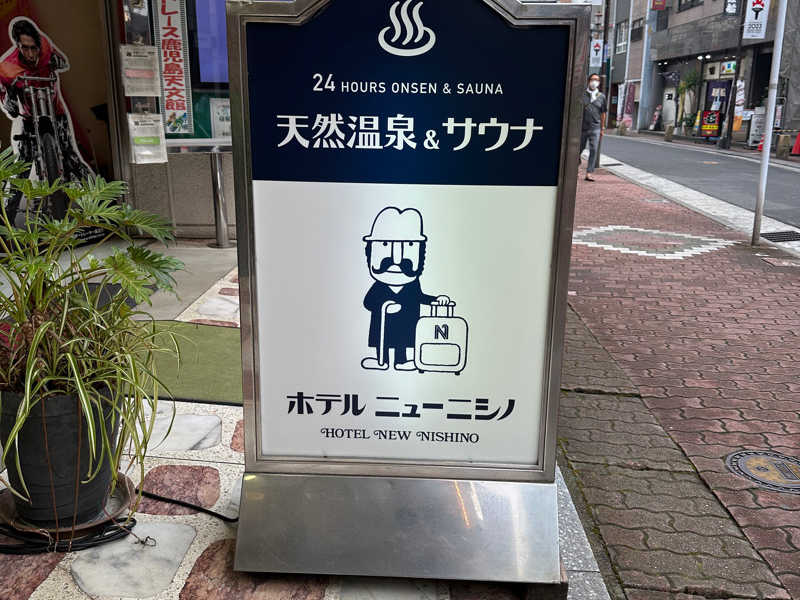 24 HOURS ONSEN & SAUNA
天然温泉&サウナ
N
ホテル ニューニシノ
HOTEL NEW NISHINO